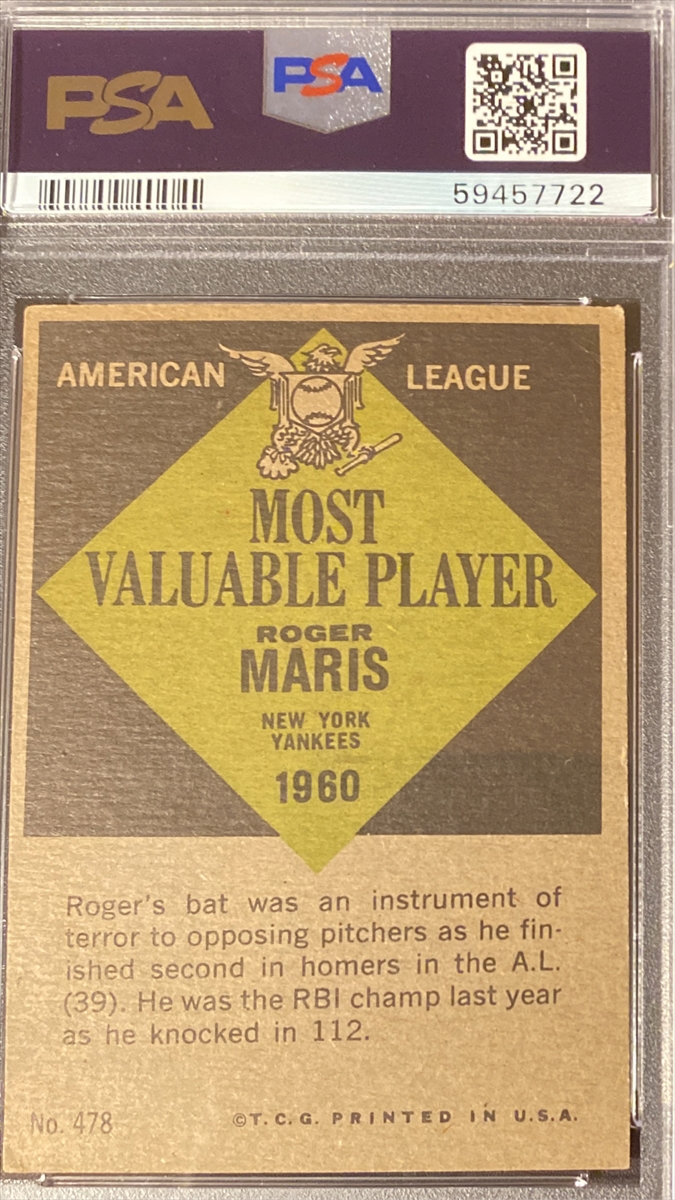 PSA
PSA
59457722
AMERICAN LEAGUE
MOST
VALUABLE PLAYER
ROGER
MARIS
NEW YORK
YANKEES
1960
Roger's bat was an instrument of
terror to opposing pitchers as he fin-
ished second in homers in the A.L.
(39). He was the RBI champ last year
as he knocked in 112.
No. 478
©T.C.G. PRINTED IN U.S.A.